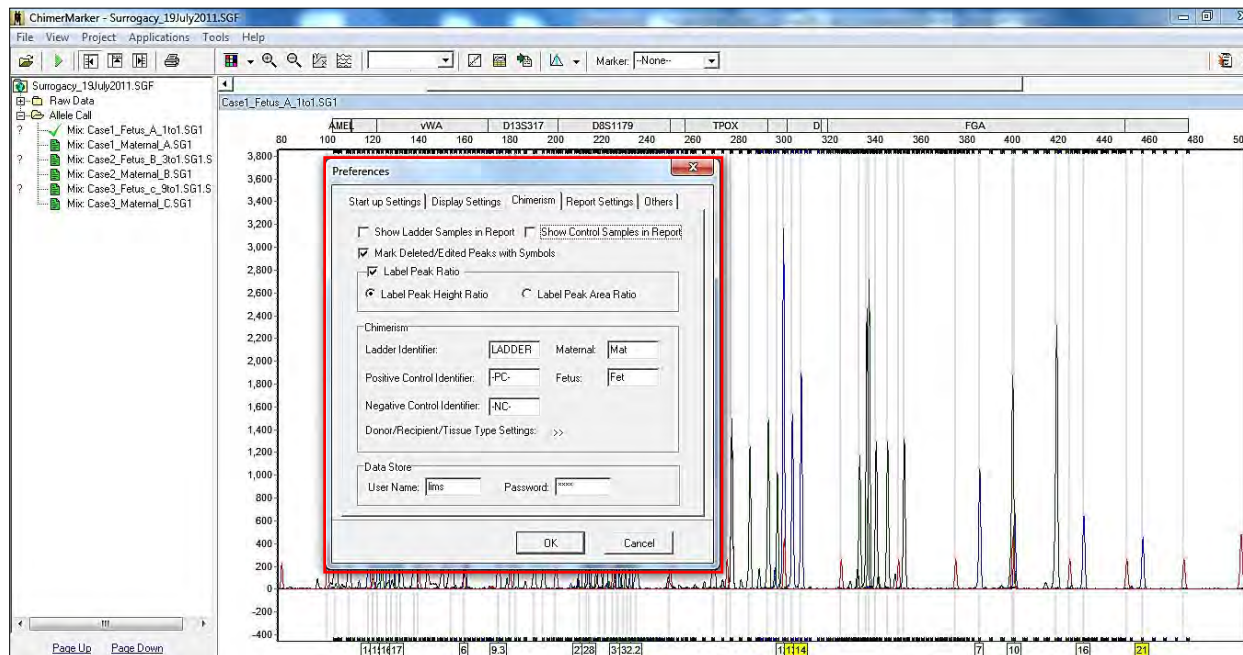 ChimerMarker - Surrogacy_19July2011.SGF
File View Project Applications Tools Help
Marker: --None--
Surrogacy_19July2011.SGF
Raw Data
Allele Call
? Mix: Case1_Fetus_A_1to1.SG1
Mix: Case1_Maternal_A.SG1
? Mix: Case2_Fetus_B_3to1.SG1.S
Mix: Case2_Maternal_B.SG1
? Mix: Case3_Fetus_c_9to1.SG1.S
Mix: Case3_Maternal_C.SG1
Page Up Page Down
Case1_Fetus_A_1to1.SG1
AMEL vWA D13S317 D8S1179 TPOX D FGA
80 100 120 140 160 180 200 220 240 260 280 300 320 340 360 380 400 420 440 460 480 50
3,800
3,600
3,400
3,200
3,000
2,800
2,600
2,400
2,200
2,000
1,800
1,600
1,400
1,200
1,000
800
600
400
200
0
-200
-400
Preferences
Start up Settings Display Settings Chimerism Report Settings Others
Show Ladder Samples in Report Show Control Samples in Report
Mark Deleted/Edited Peaks with Symbols
Label Peak Ratio
Label Peak Height Ratio Label Peak Area Ratio
Chimerism
Ladder Identifier: LADDER Maternal: Mat
Positive Control Identifier: -PC- Fetus: Fet
Negative Control Identifier: -NC-
Donor/Recipient/Tissue Type Settings: >>
Data Store
User Name: lims Password: ****
OK Cancel
6 9.3 28 32.2 14 7 10 16 21